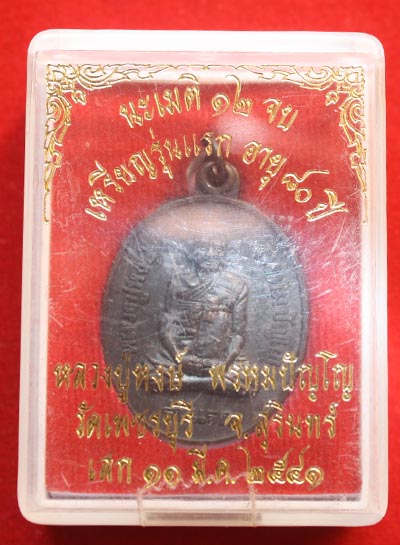 นะเมติ ๑๒ จบ
เหรียญรุ่นแรก อายุ ๘๐ ปี
หลวงปู่หงษ์ พรหมปัญโญ
วัดเพชรบุรี จ.สุรินทร์
เสก ๑๑ มี.ค. ๒๕๔๑